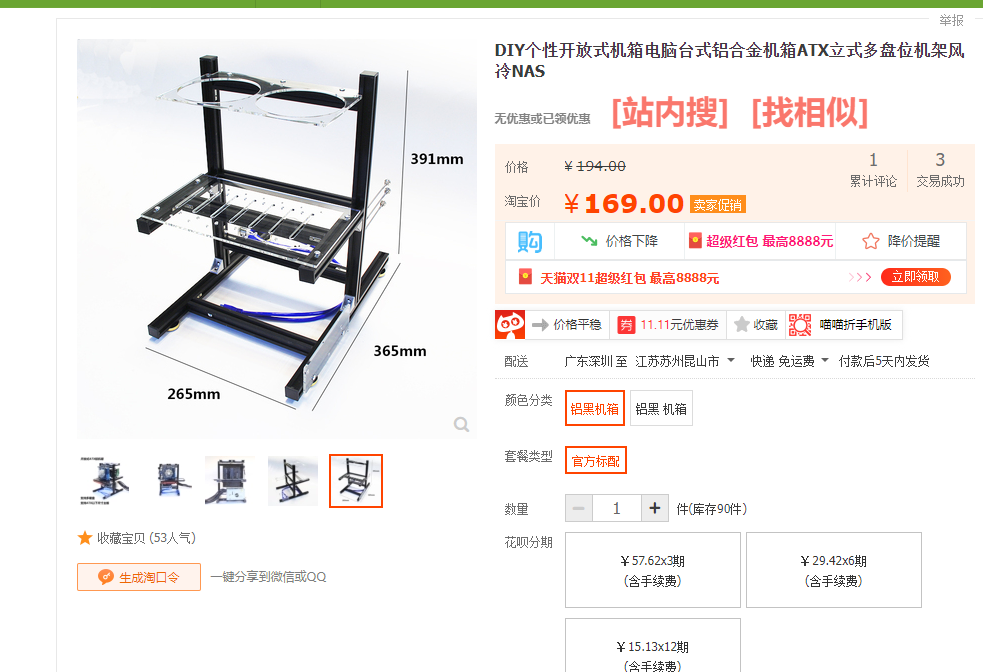 举报
DIY个性开放式机箱电脑台式铝合金机箱ATX立式多盘位机架风
冷NAS
无优惠或已领优惠 [站内搜] [找相似]
价格 ¥194.00
1
累计评论
3
交易成功
淘宝价 ¥169.00 卖家促销
购 价格下降 超级红包 最高8888元 降价提醒
天猫双11超级红包 最高8888元 >>> 立即领取
价格平稳 券 11.11元优惠券 收藏 喵喵折手机版
配送 广东深圳 至 江苏苏州昆山市 快递 免运费 付款后5天内发货
颜色分类 铝黑机箱 铝黑 机箱
套餐类型 官方标配
数量 − 1 + 件(库存90件)
花呗分期
¥57.62x3期
(含手续费)
¥29.42x6期
(含手续费)
¥15.13x12期
(含手续费)
391mm
365mm
265mm
收藏宝贝 (53人气)
生成淘口令 一键分享到微信或QQ